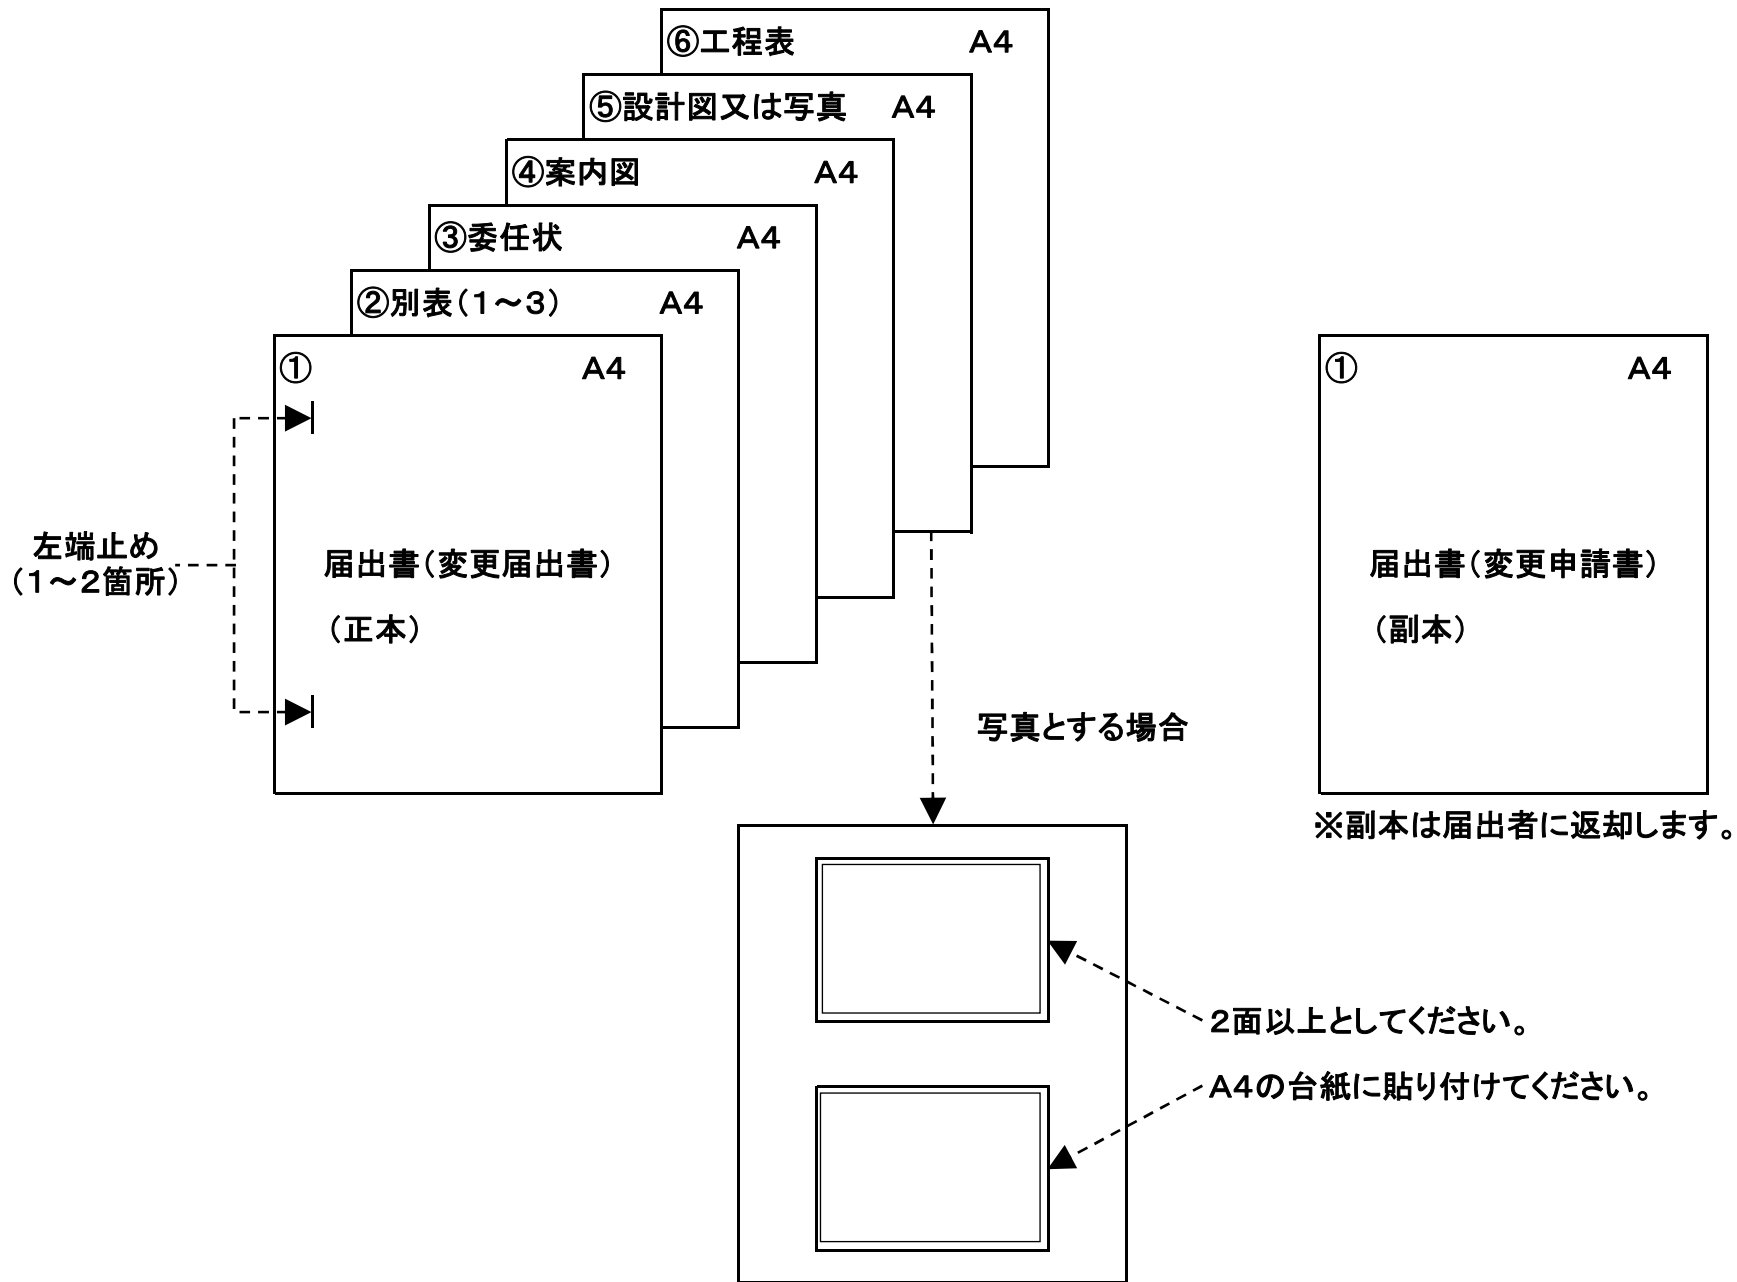 ⑥工程表 A4
⑤設計図又は写真 A4
④案内図 A4
③委任状 A4
②別表(1～3) A4
① A4
左端止め
(1～2箇所)
届出書(変更届出書)
(正本)
① A4
届出書(変更申請書)
(副本)
※副本は届出者に返却します。
写真とする場合
2面以上としてください。
A4の台紙に貼り付けてください。